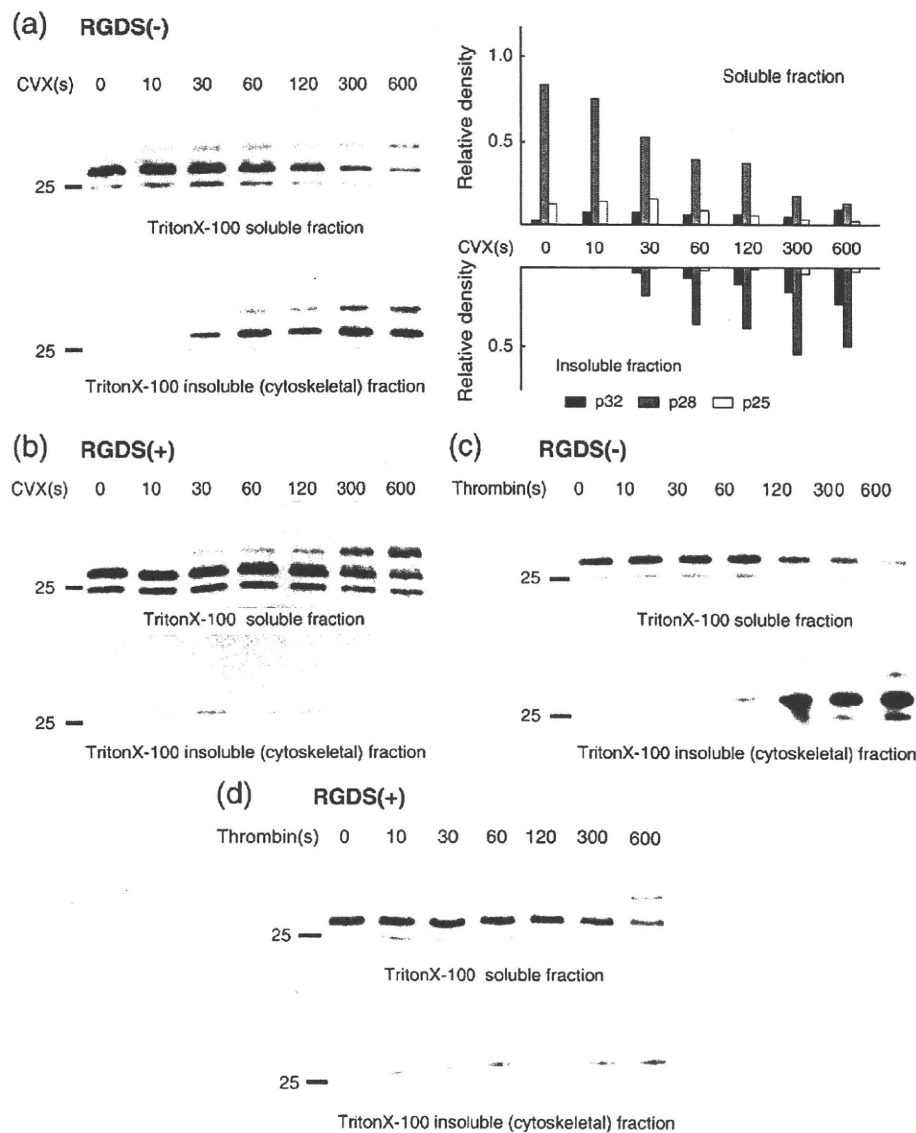 (a) RGDS(-)
CVX(s) 0 10 30 60 120 300 600
25
TritonX-100 soluble fraction
25
TritonX-100 insoluble (cytoskeletal) fraction
Relative density
1.0
0.5
Soluble fraction
CVX(s) 0 10 30 60 120 300 600
Relative density
0.5
Insoluble fraction
p32 p28 p25
(b) RGDS(+)
CVX(s) 0 10 30 60 120 300 600
25
TritonX-100 soluble fraction
25
TritonX-100 insoluble (cytoskeletal) fraction
(c) RGDS(-)
Thrombin(s) 0 10 30 60 120 300 600
25
TritonX-100 soluble fraction
25
TritonX-100 insoluble (cytoskeletal) fraction
(d) RGDS(+)
Thrombin(s) 0 10 30 60 120 300 600
25
TritonX-100 soluble fraction
25
TritonX-100 insoluble (cytoskeletal) fraction